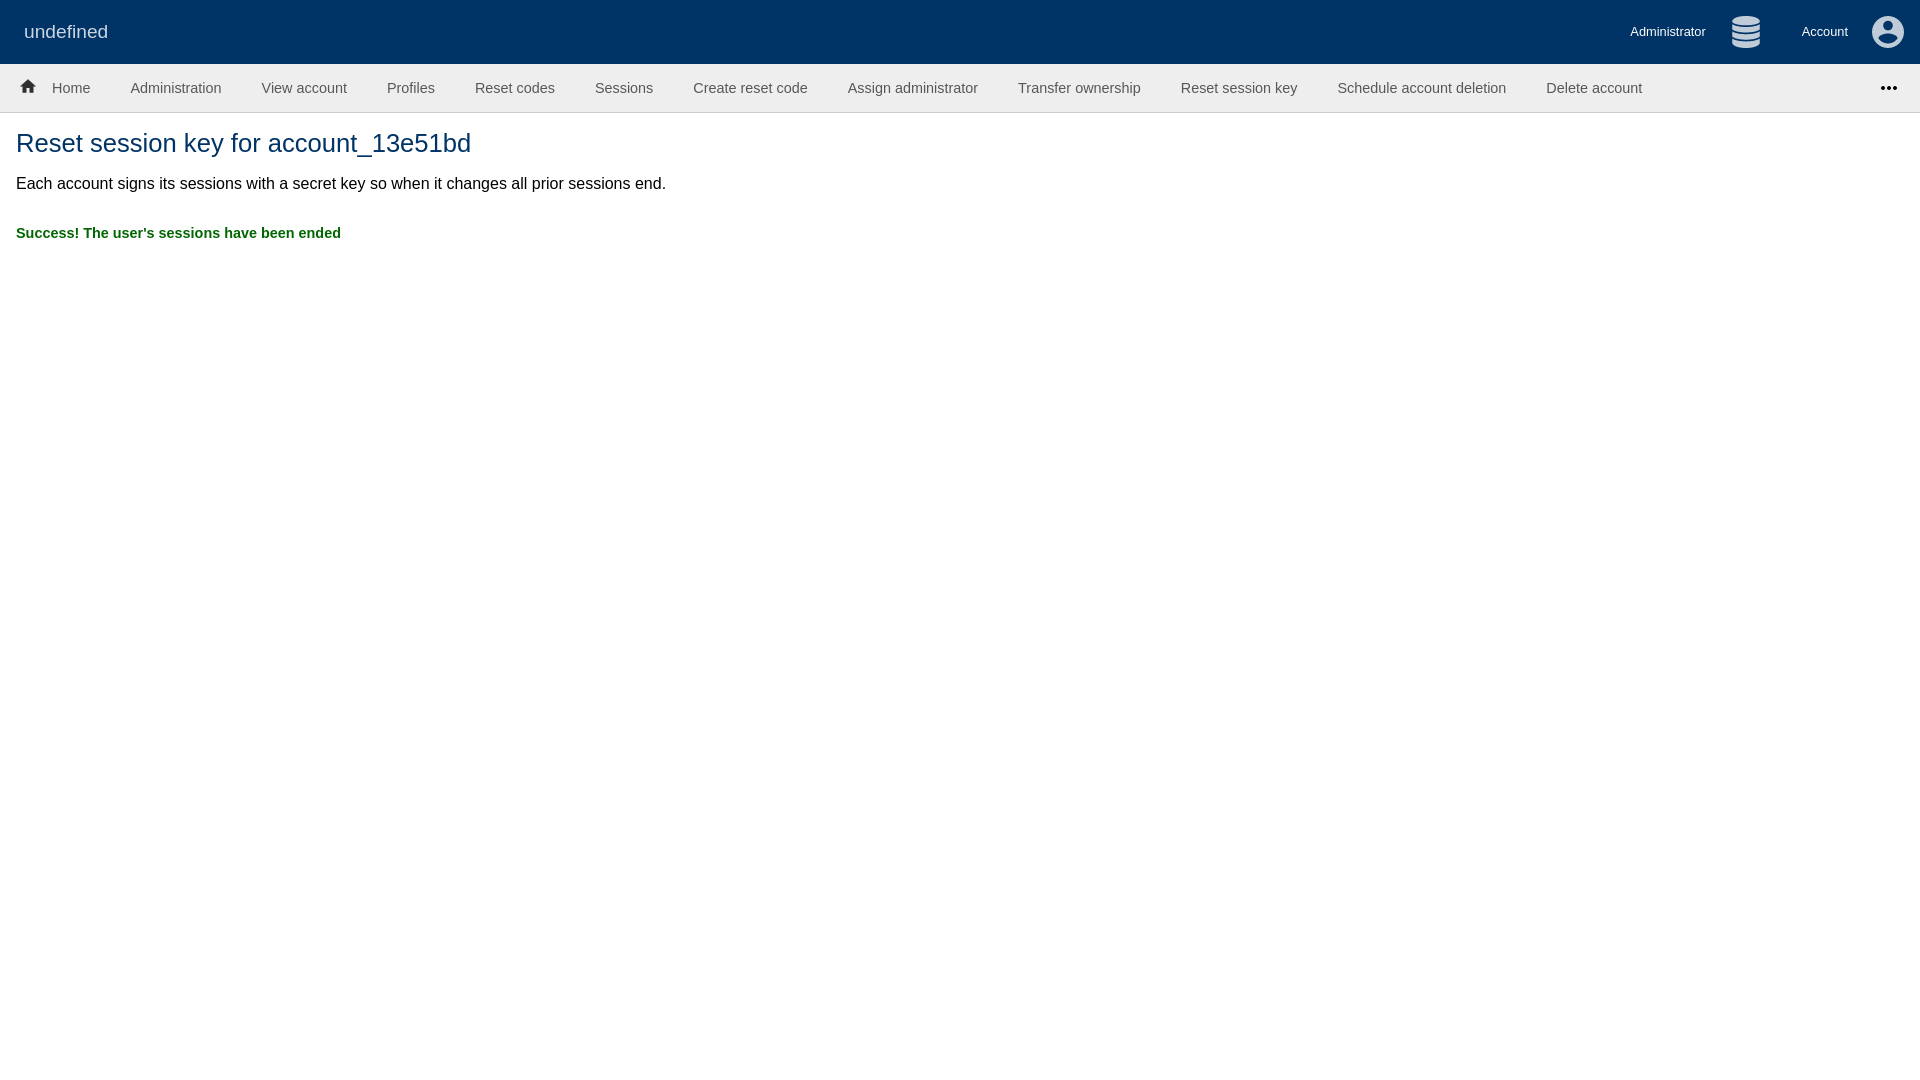 undefined
Administrator
Account
Home
Administration
View account
Profiles
Reset codes
Sessions
Create reset code
Assign administrator
Transfer ownership
Reset session key
Schedule account deletion
Delete account
Reset session key for account_13e51bd
Each account signs its sessions with a secret key so when it changes all prior sessions end.
Success! The user's sessions have been ended